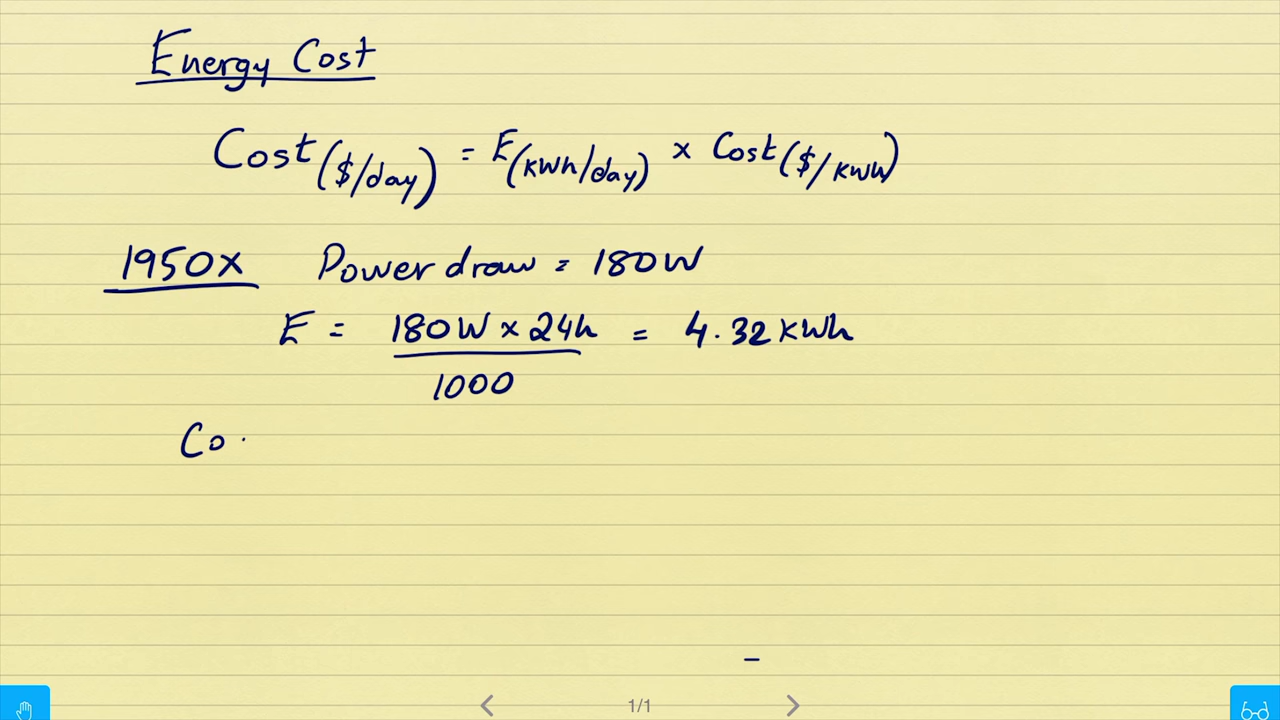 Energy Cost
Cost($/day) = E(kWh/day) x Cost($/kWh)
1950x Power draw = 180W
E = 180W x 24h = 4.32 kWh
1000
Co
1/1